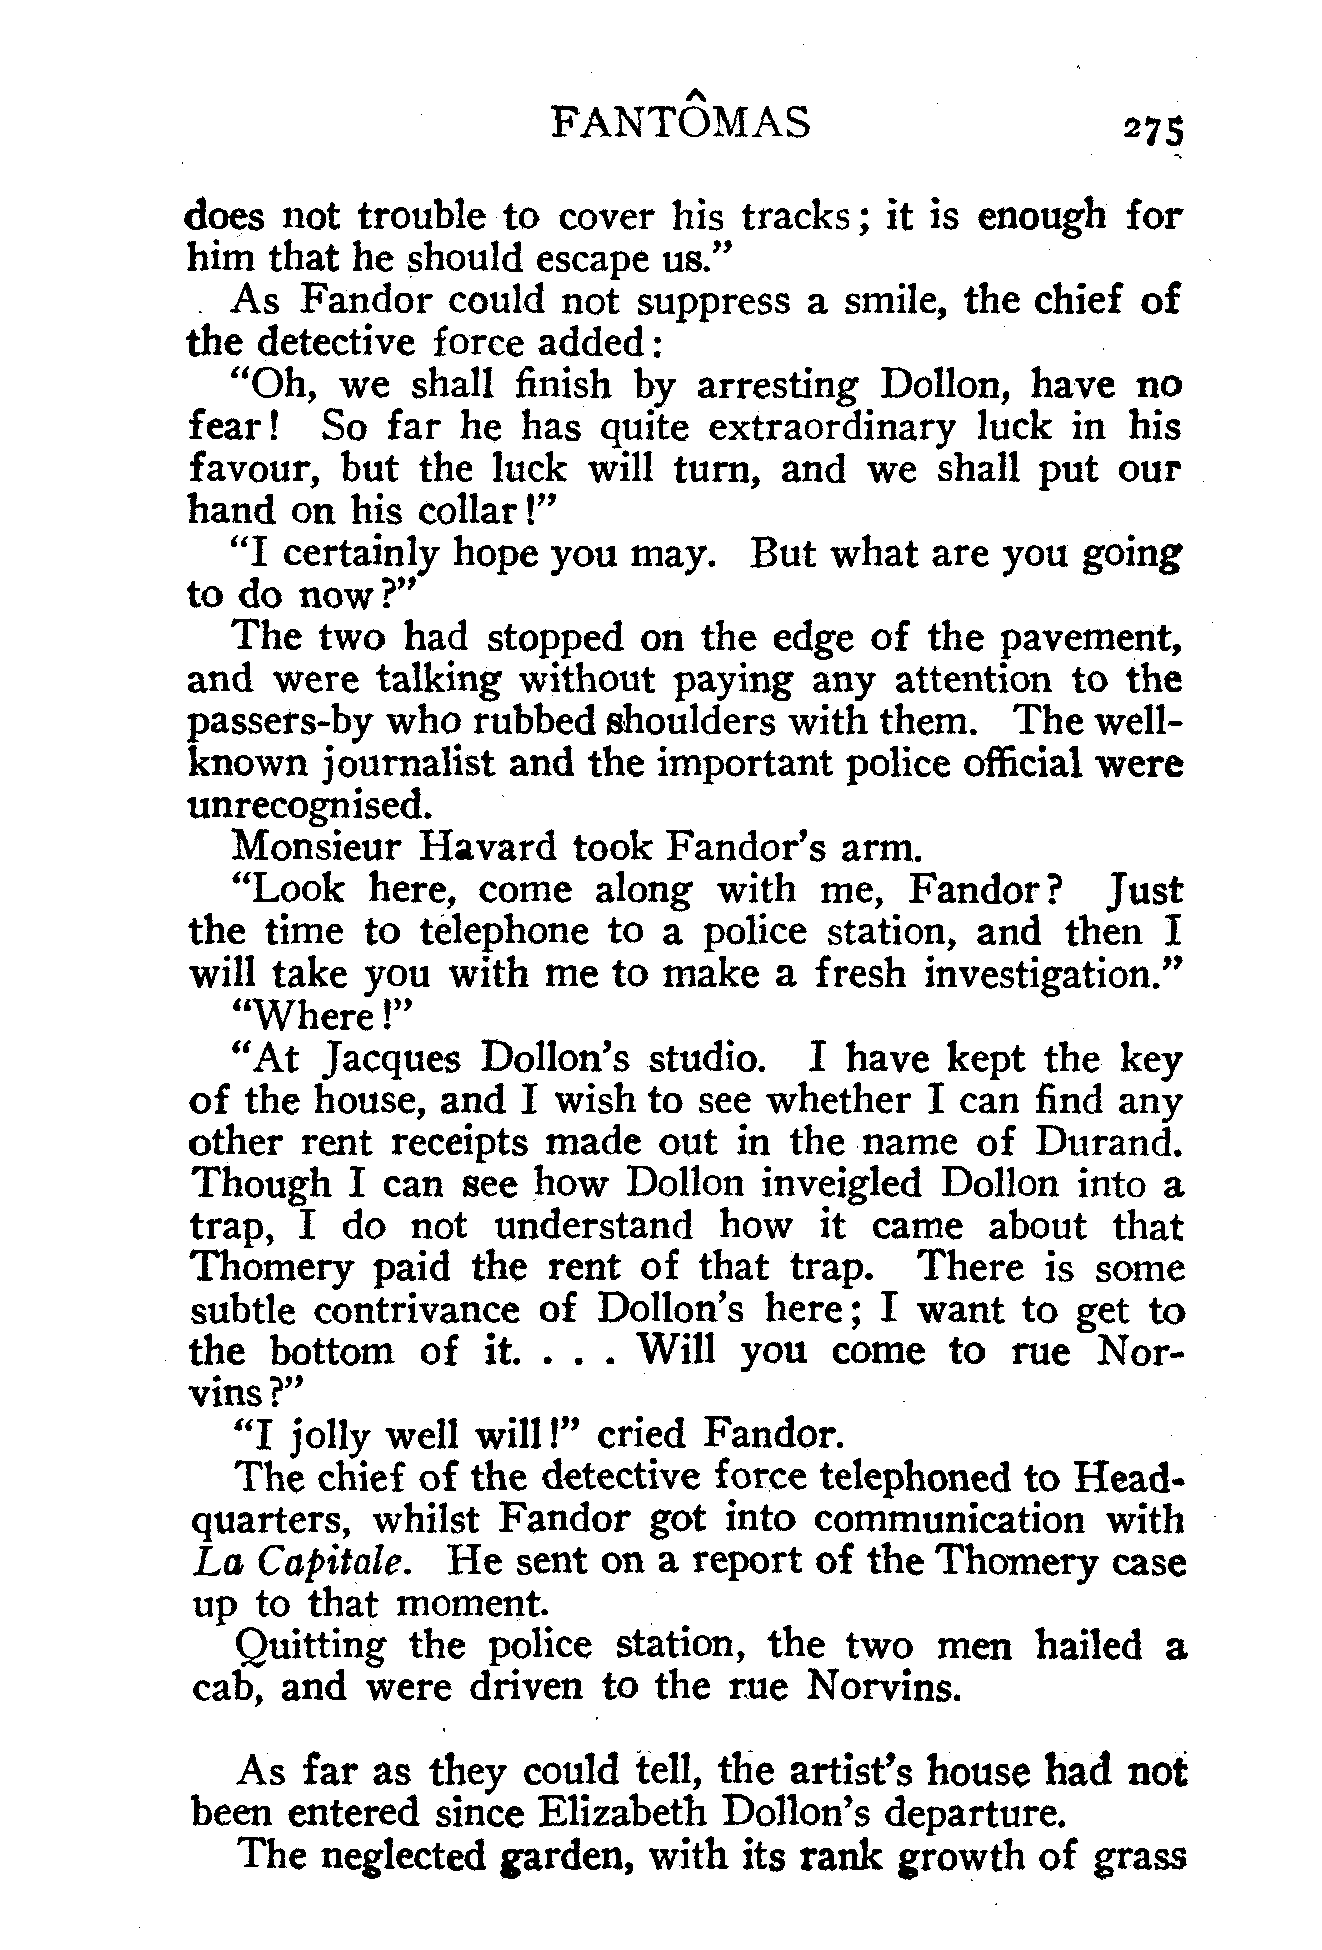 FANTÔMAS 275
does not trouble to cover his tracks; it is enough for
him that he should escape us."
As Fandor could not suppress a smile, the chief of
the detective force added:
"Oh, we shall finish by arresting Dollon, have no
fear! So far he has quite extraordinary luck in his
favour, but the luck will turn, and we shall put our
hand on his collar!"
"I certainly hope you may. But what are you going
to do now?"
The two had stopped on the edge of the pavement,
and were talking without paying any attention to the
passers-by who rubbed shoulders with them. The well-
known journalist and the important police official were
unrecognised.
Monsieur Havard took Fandor's arm.
"Look here, come along with me, Fandor? Just
the time to telephone to a police station, and then I
will take you with me to make a fresh investigation."
"Where!"
"At Jacques Dollon's studio. I have kept the key
of the house, and I wish to see whether I can find any
other rent receipts made out in the name of Durand.
Though I can see how Dollon inveigled Dollon into a
trap, I do not understand how it came about that
Thomery paid the rent of that trap. There is some
subtle contrivance of Dollon's here; I want to get to
the bottom of it. . . . Will you come to rue Nor-
vins?"
"I jolly well will!" cried Fandor.
The chief of the detective force telephoned to Head-
quarters, whilst Fandor got into communication with
La Capitale. He sent on a report of the Thomery case
up to that moment.
Quitting the police station, the two men hailed a
cab, and were driven to the rue Norvins.
As far as they could tell, the artist's house had not
been entered since Elizabeth Dollon's departure.
The neglected garden, with its rank growth of grass